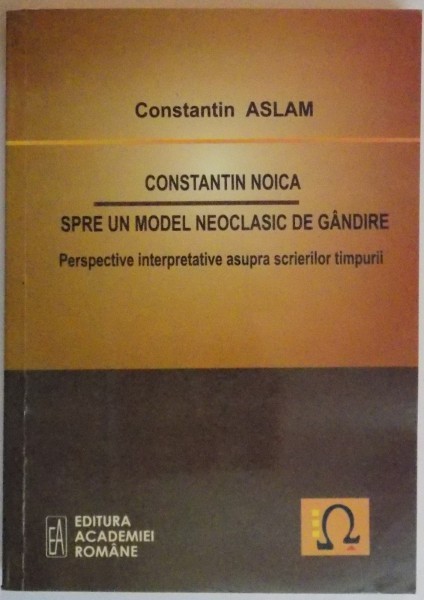 Constantin ASLAM
CONSTANTIN NOICA
SPRE UN MODEL NEOCLASIC DE GÂNDIRE
Perspective interpretative asupra scrierilor timpurii
EA
EDITURA
ACADEMIEI
ROMÂNE
Ω